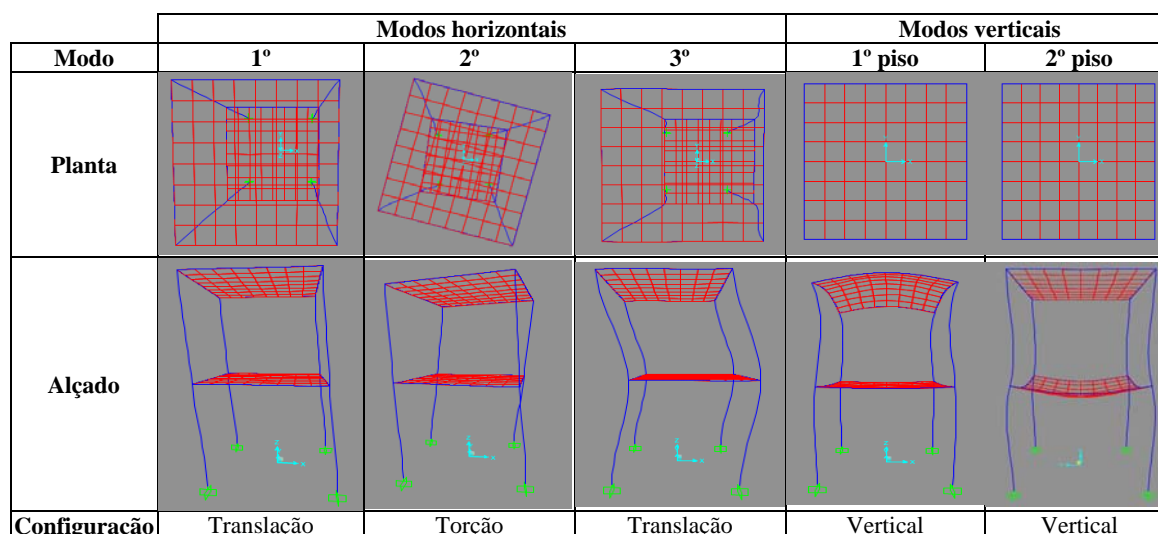 Modos horizontais Modos verticais
Modo 1º 2º 3º 1º piso 2º piso
Planta
Alçado
Configuração Translação Torção Translação Vertical Vertical